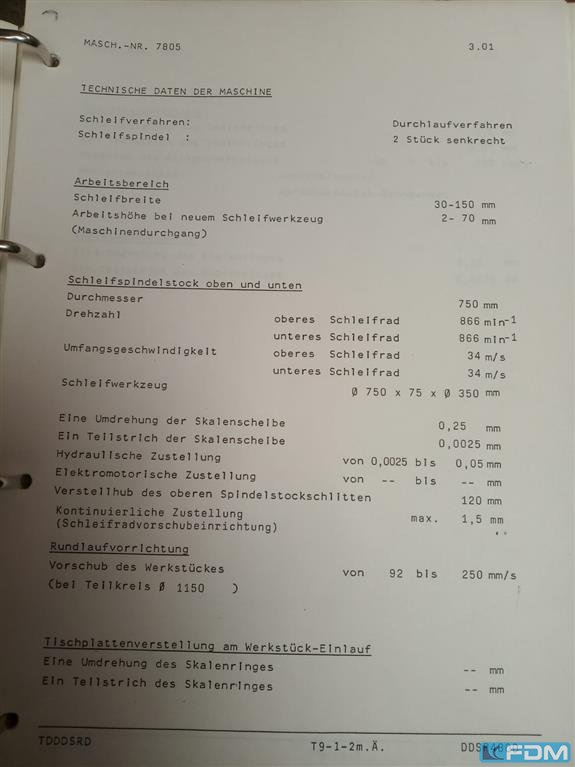 MASCH.-NR. 7805 3.01
TECHNISCHE DATEN DER MASCHINE
Schleifverfahren: Durchlaufverfahren
Schleifspindel : 2 Stück senkrecht
Arbeitsbereich
Schleifbreite 30-150 mm
Arbeitshöhe bei neuem Schleifwerkzeug 2- 70 mm
(Maschinendurchgang)
Schleifspindelstock oben und unten
Durchmesser 750 mm
Drehzahl oberes Schleifrad 866 min-1
unteres Schleifrad 866 min-1
Umfangsgeschwindigkeit oberes Schleifrad 34 m/s
unteres Schleifrad 34 m/s
Schleifwerkzeug Ø 750 x 75 x Ø 350 mm
Eine Umdrehung der Skalenscheibe 0,25 mm
Ein Teilstrich der Skalenscheibe 0,0025 mm
Hydraulische Zustellung von 0,0025 bis 0,05 mm
Elektromotorische Zustellung von -- bis -- mm
Verstellhub des oberen Spindelstockschlitten 120 mm
Kontinuierliche Zustellung max. 1,5 mm
(Schleifradvorschubeinrichtung)
Rundlaufvorrichtung
Vorschub des Werkstückes von 92 bis 250 mm/s
(bei Teilkreis Ø 1150 )
Tischplattenverstellung am Werkstück-Einlauf
Eine Umdrehung des Skalenringes -- mm
Ein Teilstrich des Skalenringes -- mm
TDDDSRD T9-1-2m.Ä.
FDM